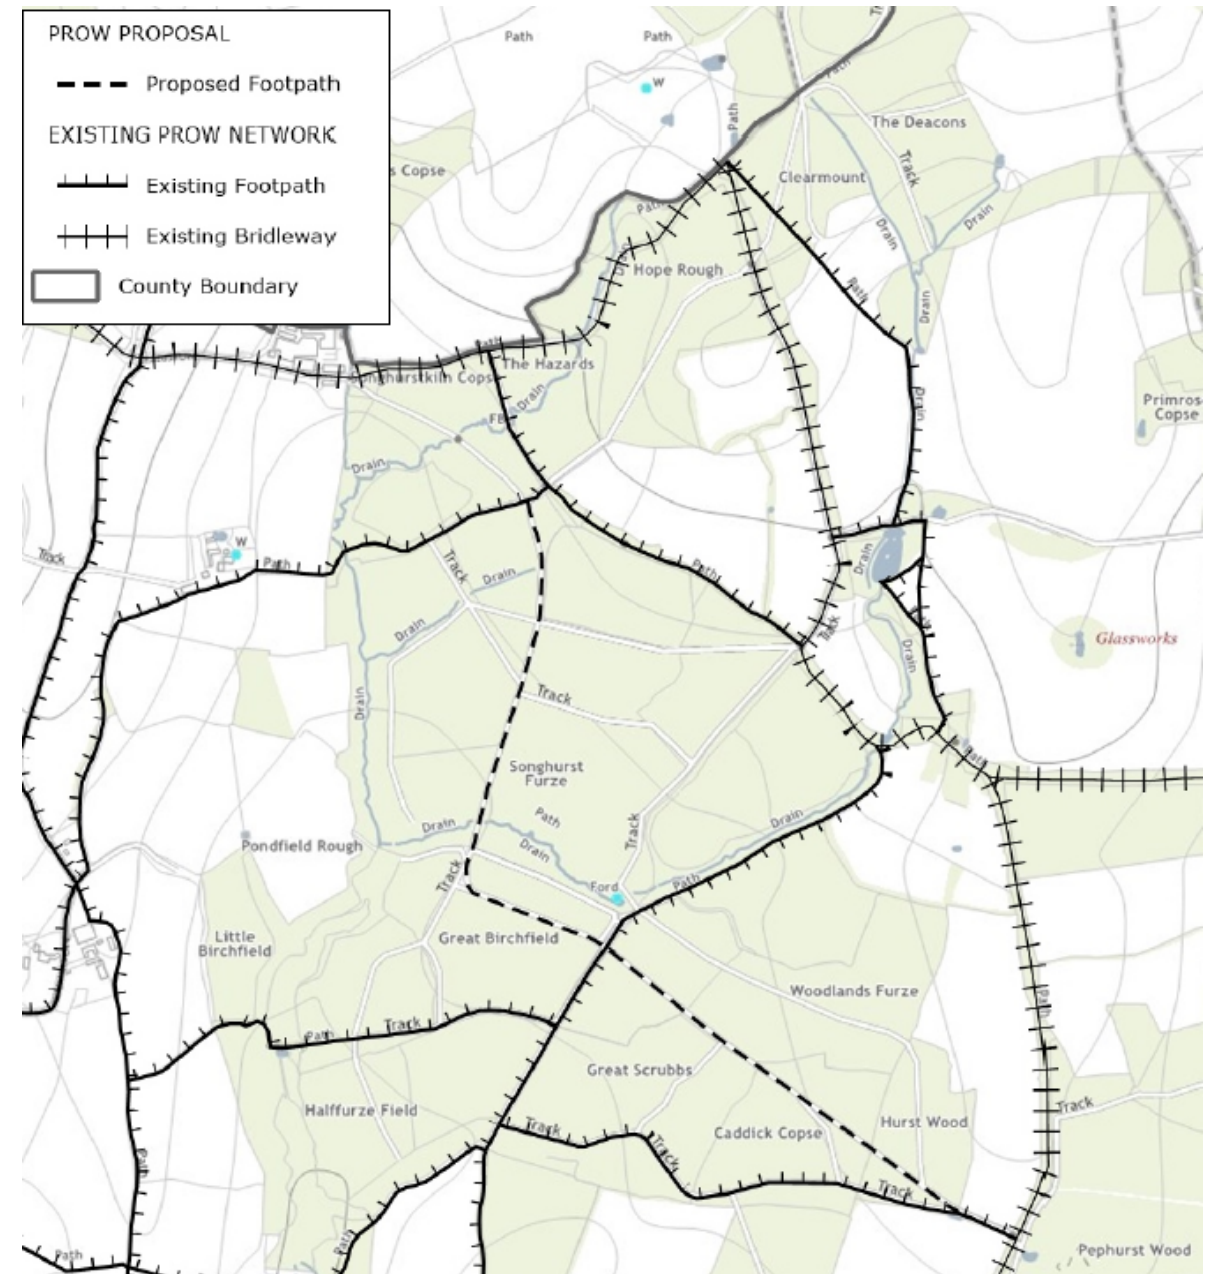 PROW PROPOSAL
Proposed Footpath
EXISTING PROW NETWORK
Existing Footpath
Existing Bridleway
County Boundary
Path
Path
Path
W
Path
The Deacons
s Copse
Clearmount
Track
Path
Drain
Drain
Hope Rough
Path
Drain
The Hazards
Drain
Drain
FB
Primros
Copse
Drain
W
Track
Path
Track
Drain
Path
Drain
Drain
Track
Glassworks
Drain
Drain
Track
Songhurst
Furze
Path
Path
Drain
Drain
Track
Drain
Pondfield Rough
Track
Ford
Path
Little
Birchfield
Great Birchfield
Woodlands Furze
Path
Path
Track
Great Scrubbs
Halffurze Field
Track
Track
Caddick Copse
Hurst Wood
Track
Path
Track
Path
Path
Pephurst Wood